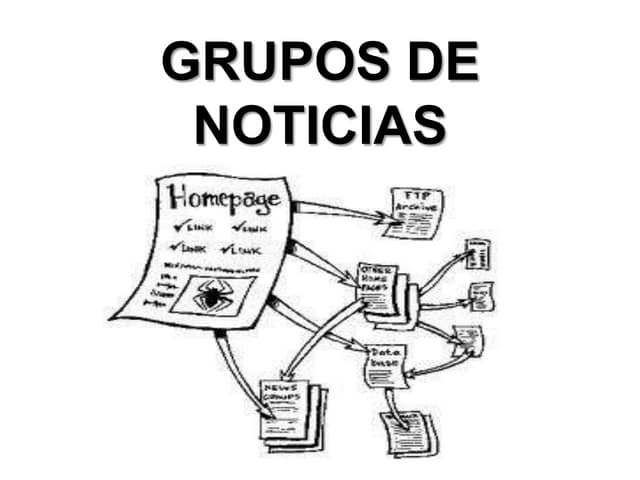 GRUPOS DE
NOTICIAS
Homepage
✓LINK ✓LINK
✓LINK ✓LINK
FTP
Archive
OTHER
HOME
PAGES
Data
base
NEWS
GROUPS